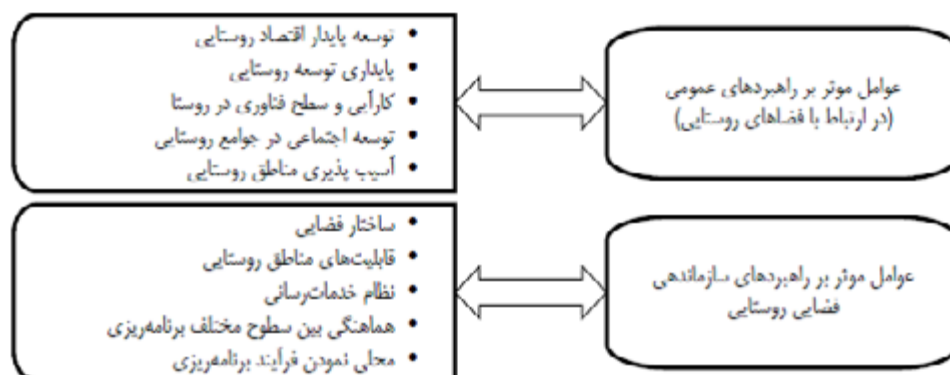 عوامل موثر بر راهبردهای عمومی
(در ارتباط با فضاهای روستایی)
• توسعه پایدار اقتصاد روستایی
• پایداری توسعه روستایی
• کارآیی و سطح فناوری در روستا
• توسعه اجتماعی در جوامع روستایی
• آسیب پذیری مناطق روستایی
عوامل موثر بر راهبردهای سازماندهی
فضایی روستایی
• ساختار فضایی
• قابلیت‌های مناطق روستایی
• نظام خدمات‌رسانی
• هماهنگی بین سطوح مختلف برنامه‌ریزی
• محلی نمودن فرآیند برنامه‌ریزی